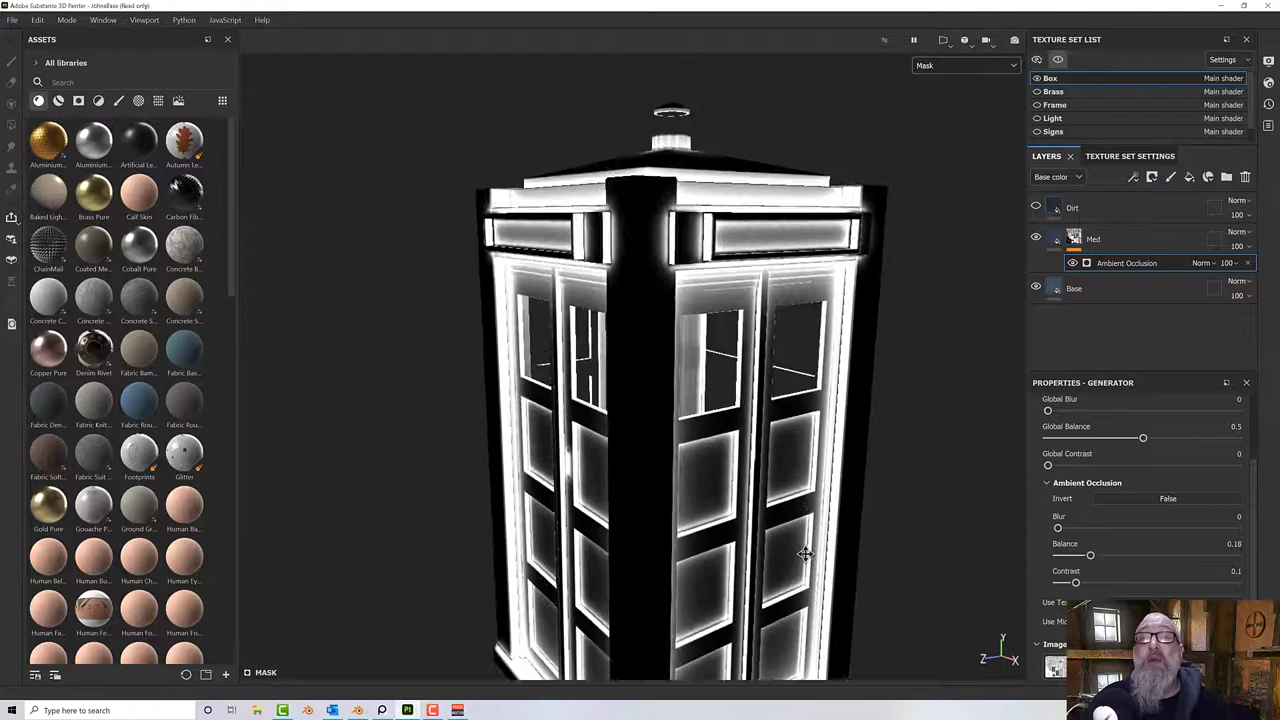 Adobe Substance 3D Painter - JohnsBase (Read only)
File Edit Mode Window Viewport Python JavaScript Help
ASSETS
All libraries
Search
Aluminium... Aluminium... Artificial Le... Autumn Le...
Baked Ligh... Brass Pure Calf Skin Carbon Fib...
ChainMail Coated Me... Cobalt Pure Concrete B...
Concrete C... Concrete ... Concrete S... Concrete S...
Copper Pure Denim Rivet Fabric Bam... Fabric Bas...
Fabric Den... Fabric Knit... Fabric Rou... Fabric Rou...
Fabric Soft... Fabric Suit ... Footprints Glitter
Gold Pure Gouache P... Ground Gr... Human Ba...
Human Bel... Human Be... Human Ch... Human Ey...
Human Fa... Human Fe... Human Fo... Human Fo...
Mask
MASK
Y
Z X
TEXTURE SET LIST
Settings
Box Main shader
Brass Main shader
Frame Main shader
Light Main shader
Signs Main shader
LAYERS TEXTURE SET SETTINGS
Base color
Dirt Norm
100
Med Norm
100
Ambient Occlusion Norm 100
Base Norm
100
PROPERTIES - GENERATOR
Global Blur 0
Global Balance 0.5
Global Contrast 0
Ambient Occlusion
Invert False
Blur 0
Balance 0.18
Contrast 0.1
Use Te
Use Mic
Image
Type here to search